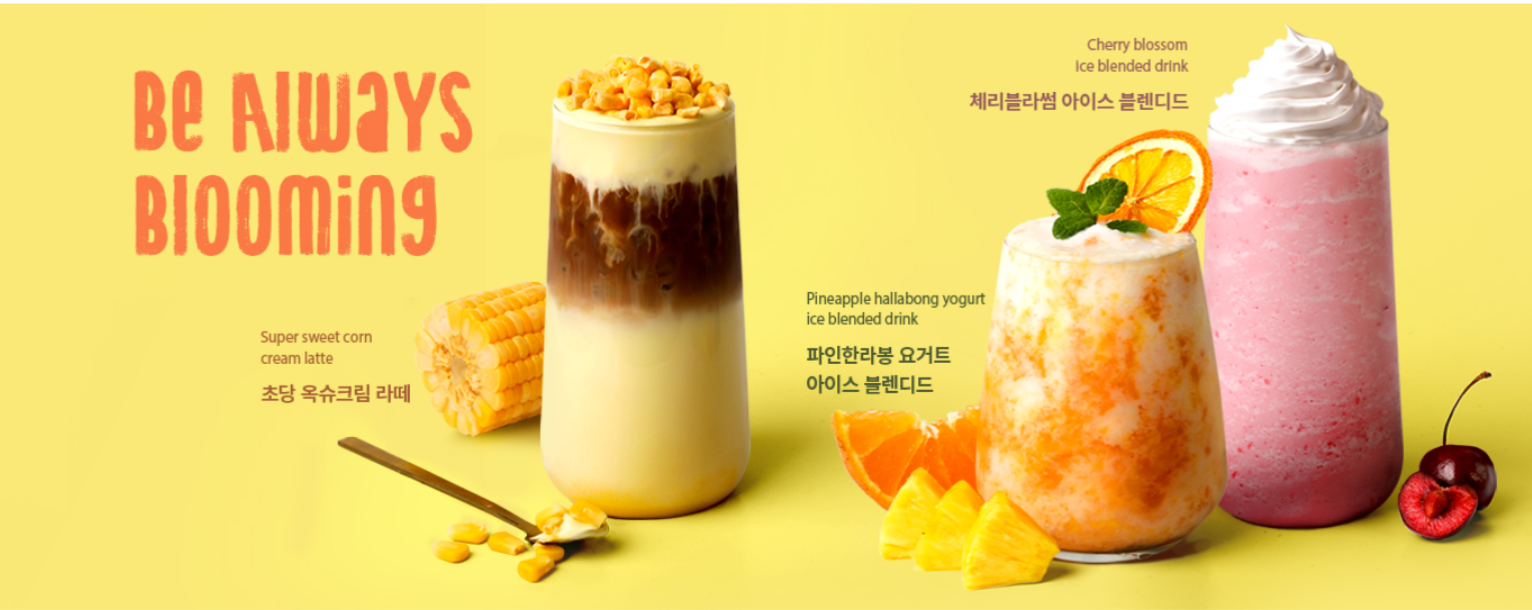 Be Always
Blooming
Super sweet corn
cream latte
초당 옥슈크림 라떼
Pineapple hallabong yogurt
ice blended drink
파인한라봉 요거트
아이스 블렌디드
Cherry blossom
ice blended drink
체리블라썸 아이스 블렌디드